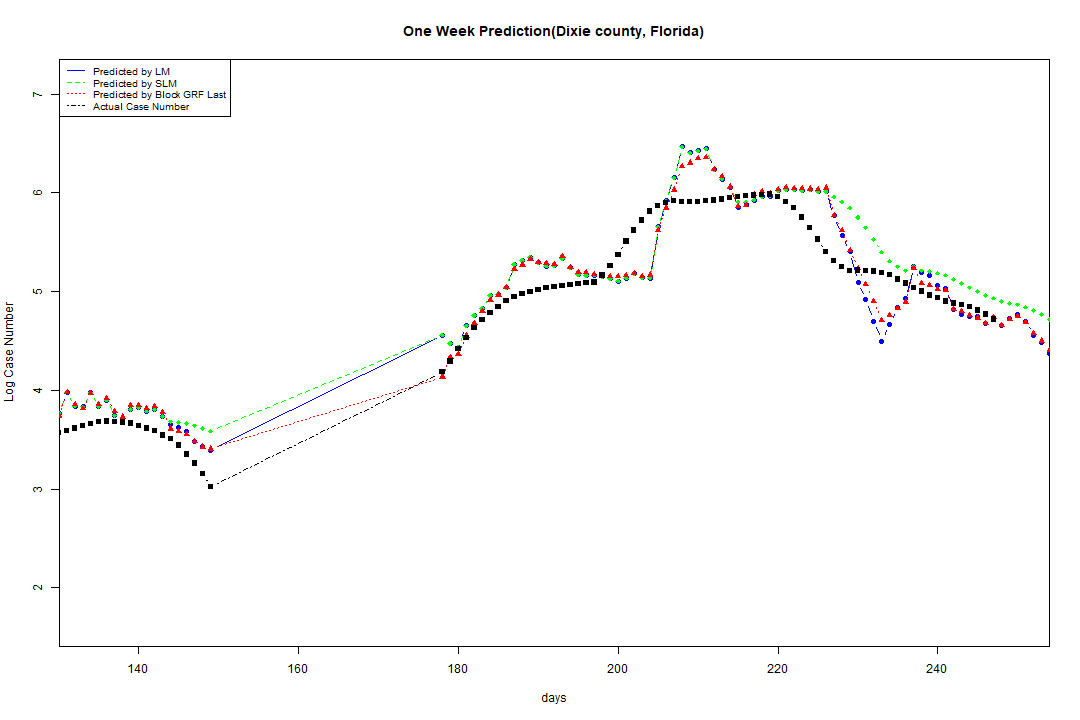 One Week Prediction(Dixie county, Florida)
Predicted by LM
Predicted by SLM
Predicted by Block GRF Last
Actual Case Number
7
6
5
4
3
2
Log Case Number
140 160 180 200 220 240
days